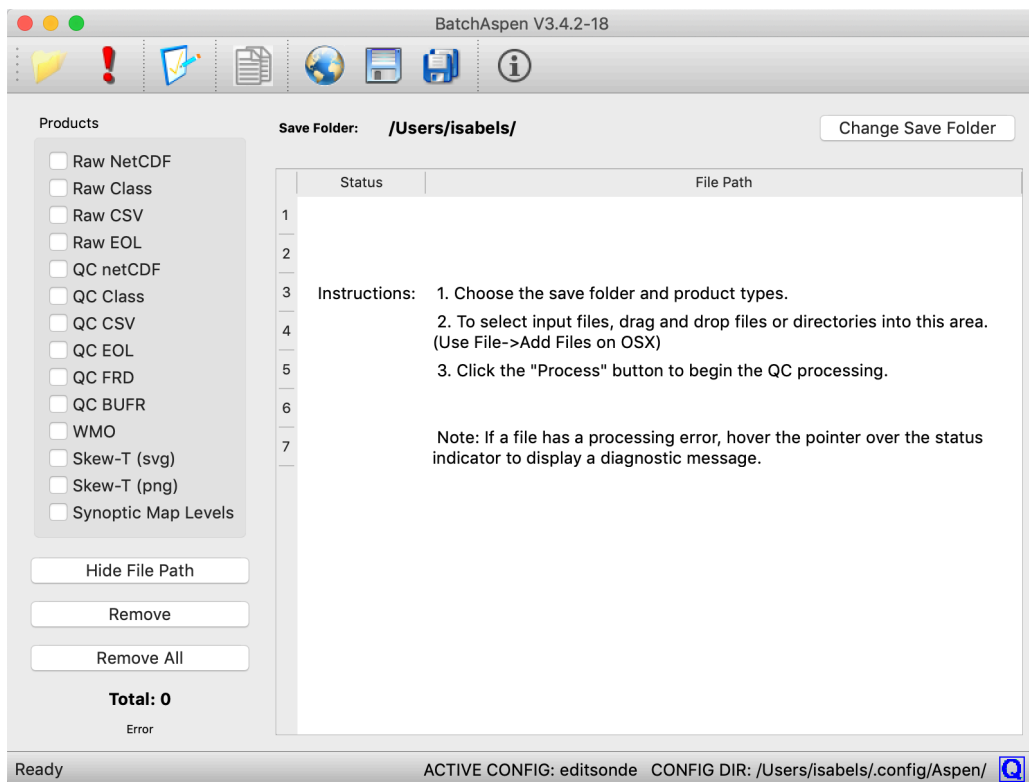 BatchAspen V3.4.2-18
Products
Raw NetCDF
Raw Class
Raw CSV
Raw EOL
QC netCDF
QC Class
QC CSV
QC EOL
QC FRD
QC BUFR
WMO
Skew-T (svg)
Skew-T (png)
Synoptic Map Levels
Hide File Path
Remove
Remove All
Total: 0
Error
Save Folder: /Users/isabels/
Change Save Folder
Status File Path
1
2
3 Instructions: 1. Choose the save folder and product types.
4 2. To select input files, drag and drop files or directories into this area.
(Use File->Add Files on OSX)
5 3. Click the "Process" button to begin the QC processing.
6
7 Note: If a file has a processing error, hover the pointer over the status
indicator to display a diagnostic message.
Ready ACTIVE CONFIG: editsonde CONFIG DIR: /Users/isabels/.config/Aspen/ Q